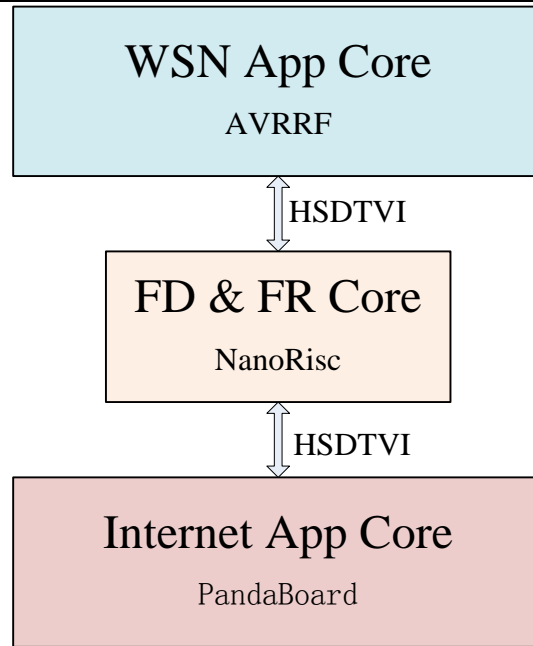 WSN App Core
AVRRF
HSDTVI
FD & FR Core
NanoRisc
HSDTVI
Internet App Core
PandaBoard